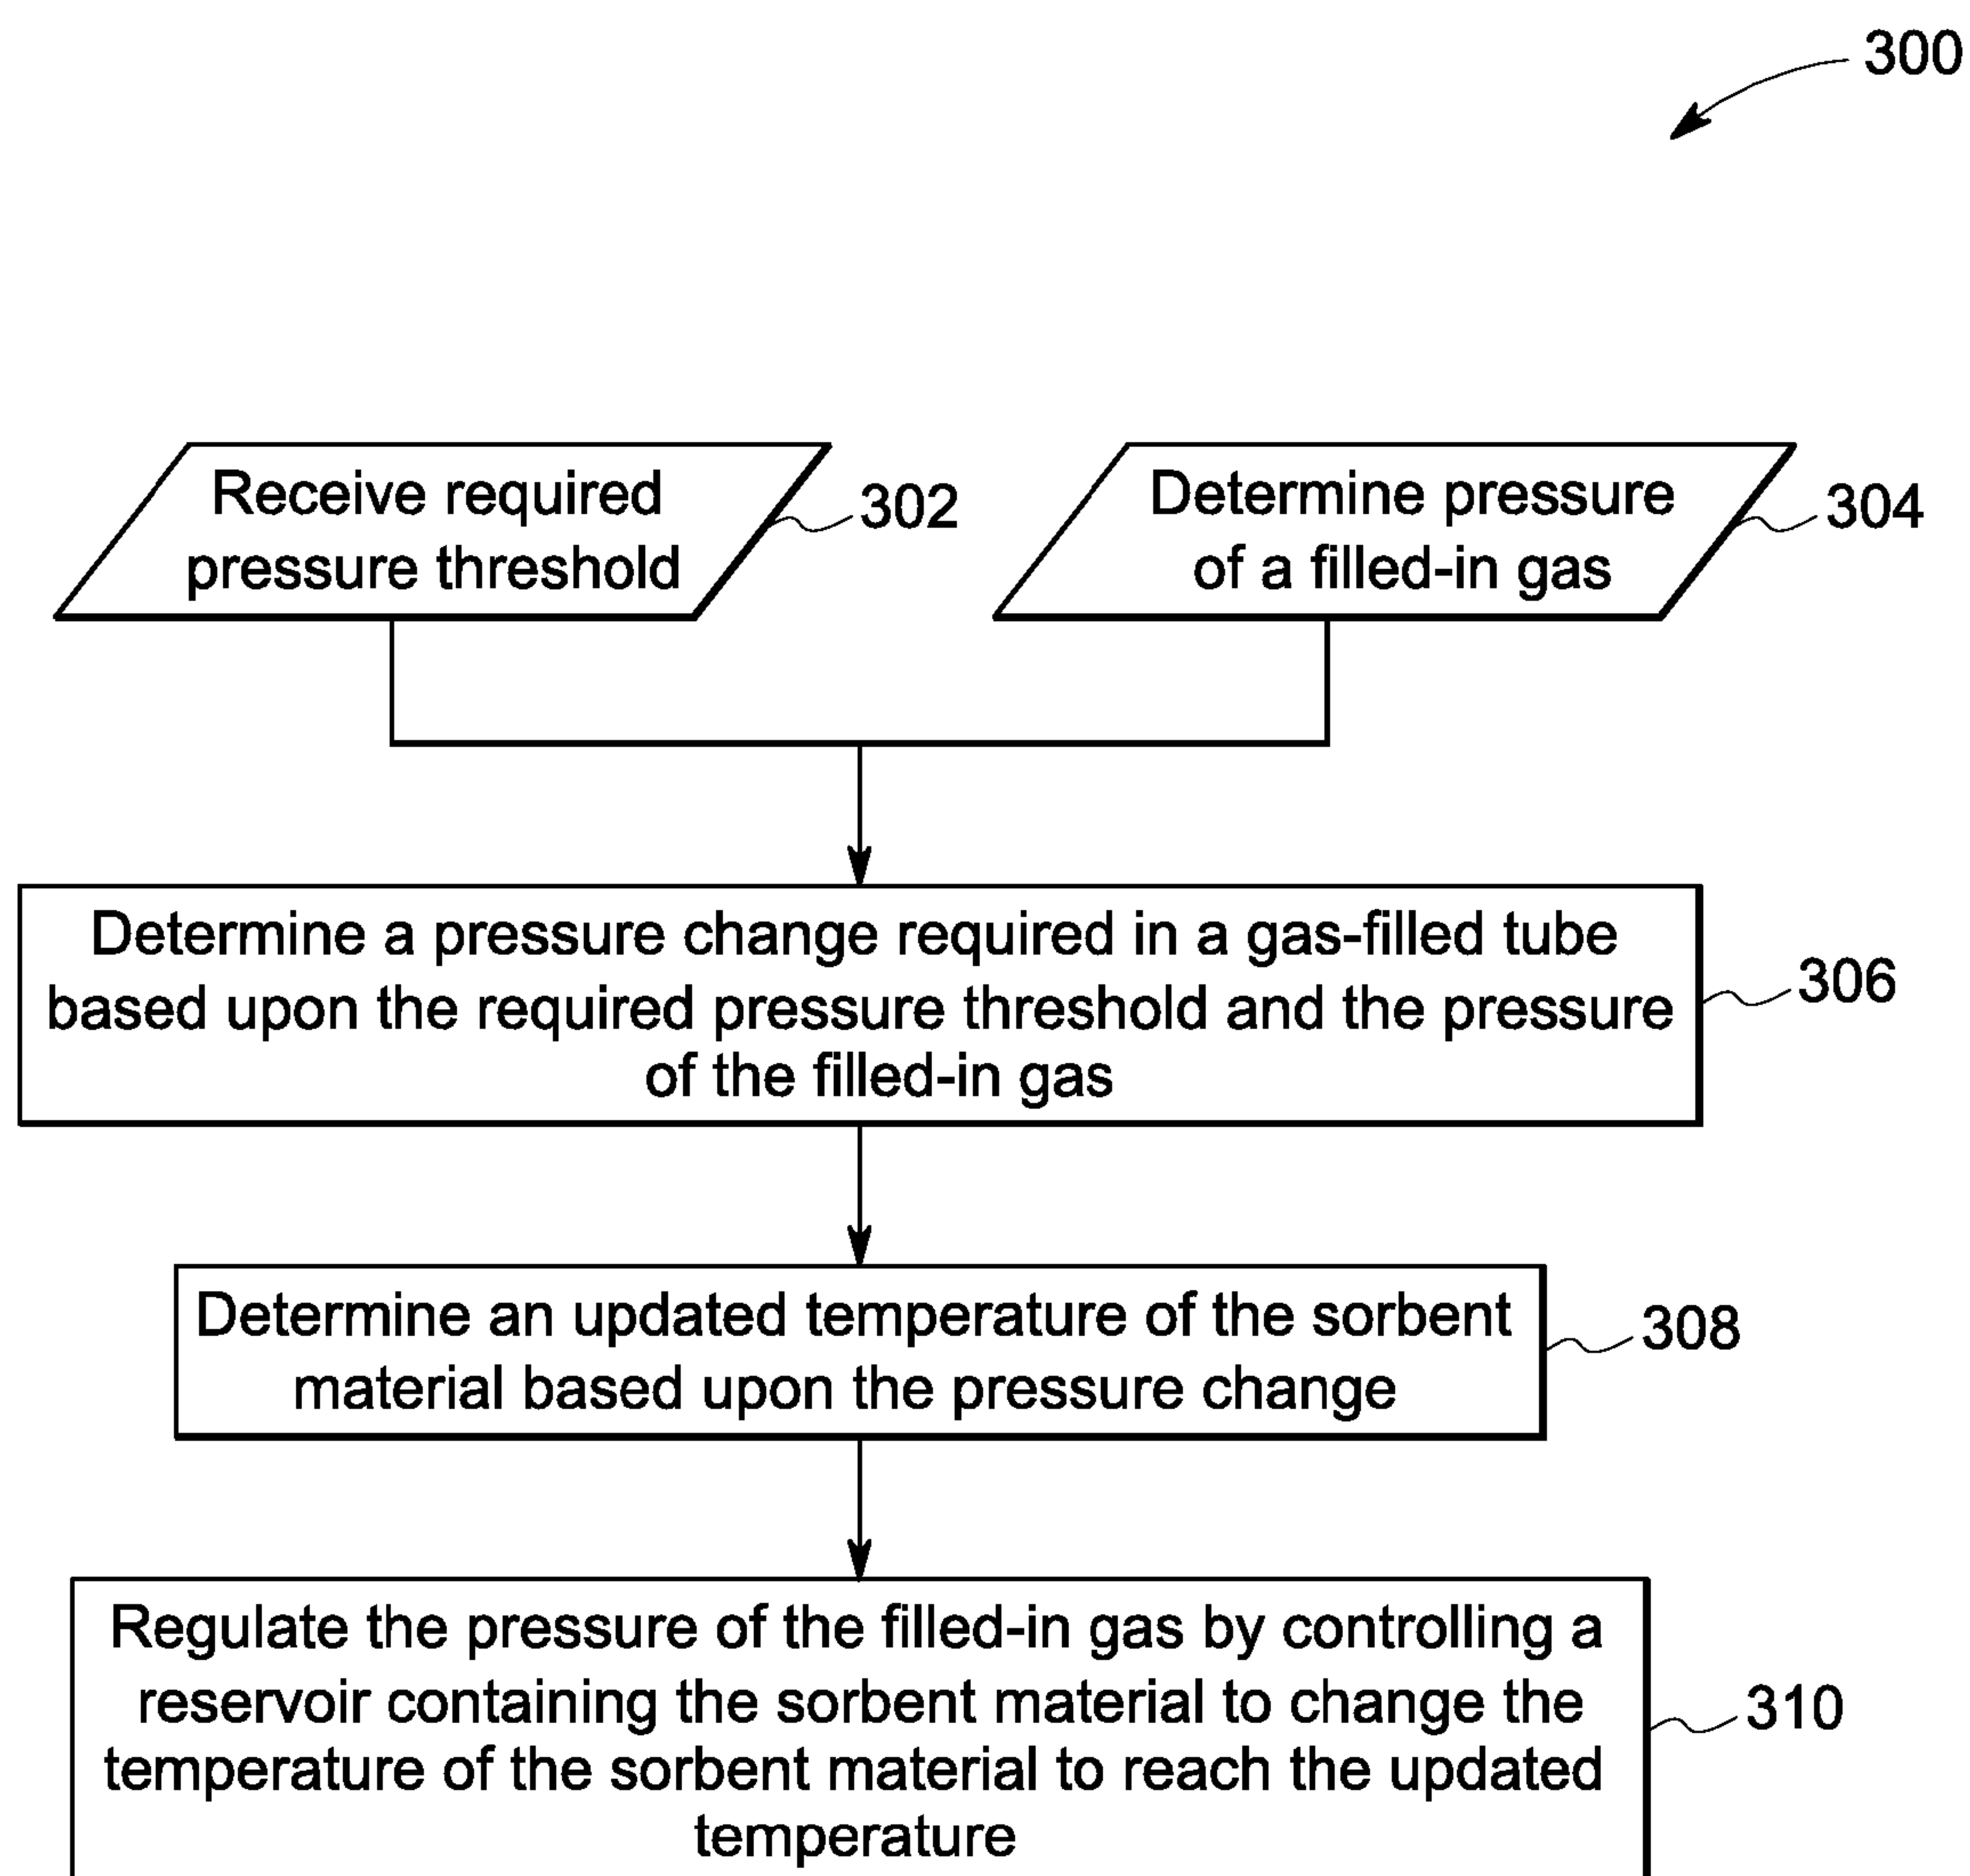 300
Receive required
pressure threshold
302
Determine pressure
of a filled-in gas
304
Determine a pressure change required in a gas-filled tube
based upon the required pressure threshold and the pressure
of the filled-in gas
306
Determine an updated temperature of the sorbent
material based upon the pressure change
308
Regulate the pressure of the filled-in gas by controlling a
reservoir containing the sorbent material to change the
temperature of the sorbent material to reach the updated
temperature
310